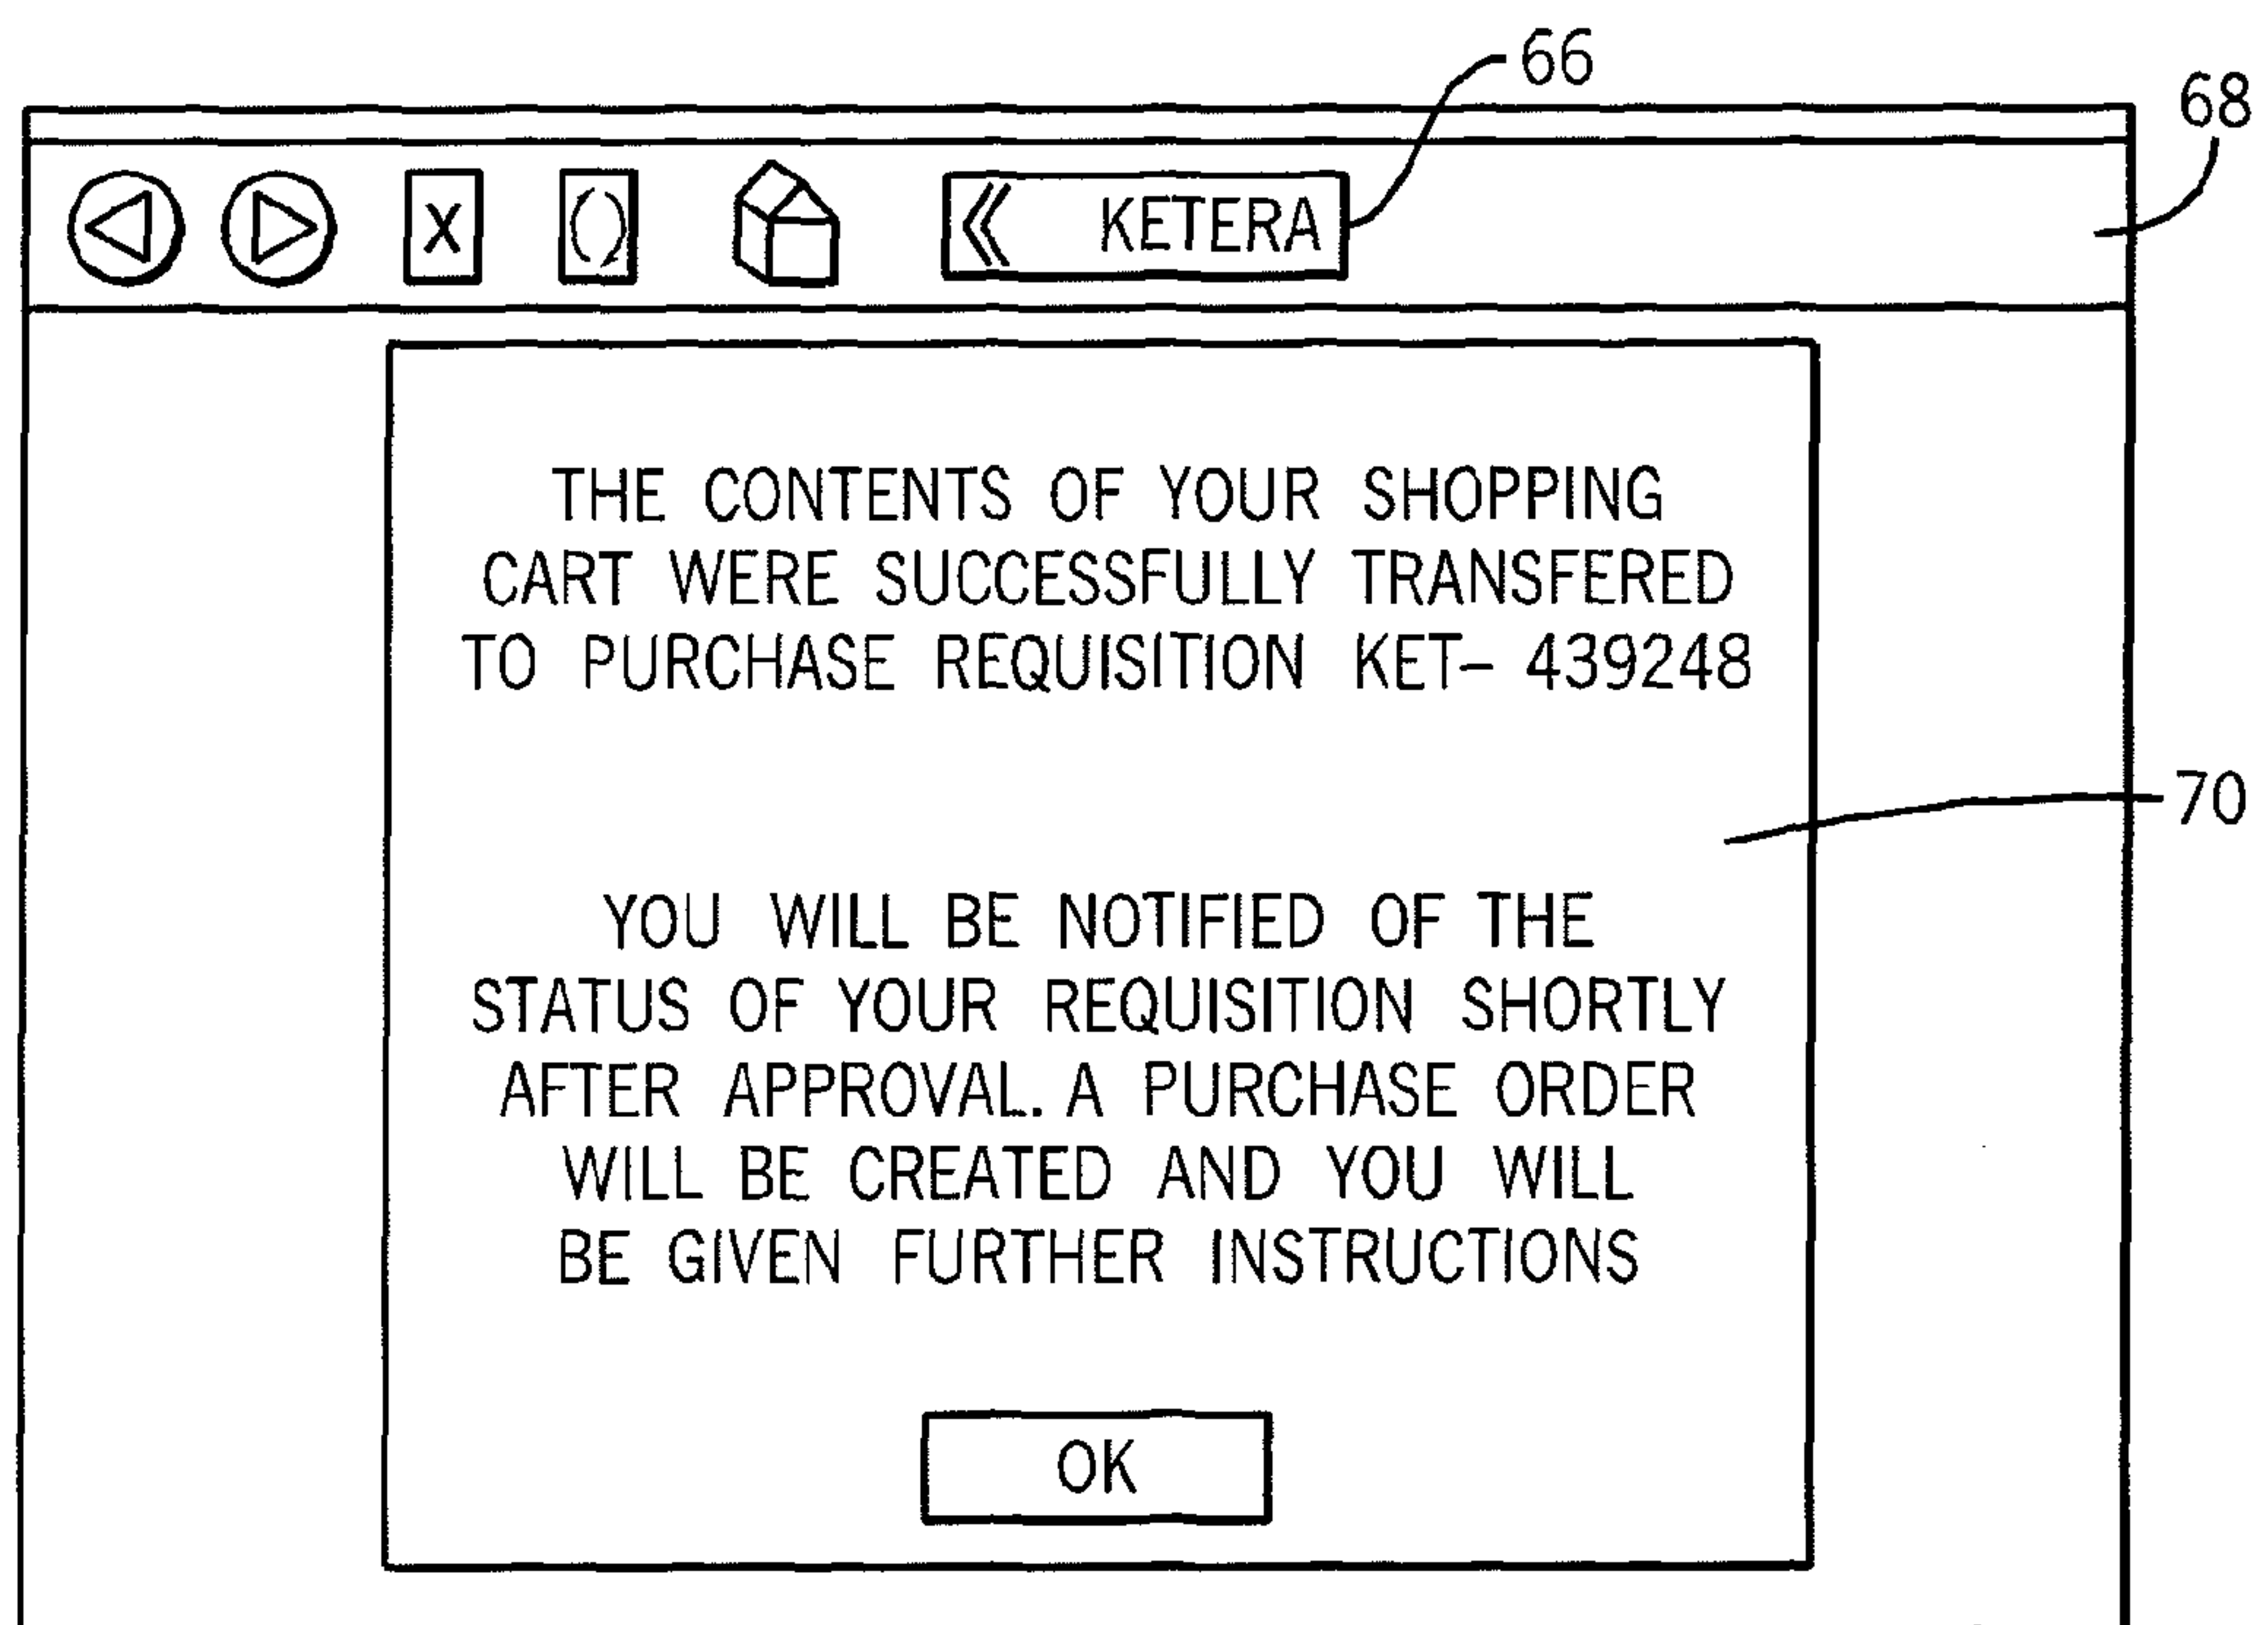 66
68
X
KETERA
THE CONTENTS OF YOUR SHOPPING
CART WERE SUCCESSFULLY TRANSFERED
TO PURCHASE REQUISITION KET- 439248
70
YOU WILL BE NOTIFIED OF THE
STATUS OF YOUR REQUISITION SHORTLY
AFTER APPROVAL. A PURCHASE ORDER
WILL BE CREATED AND YOU WILL
BE GIVEN FURTHER INSTRUCTIONS
OK